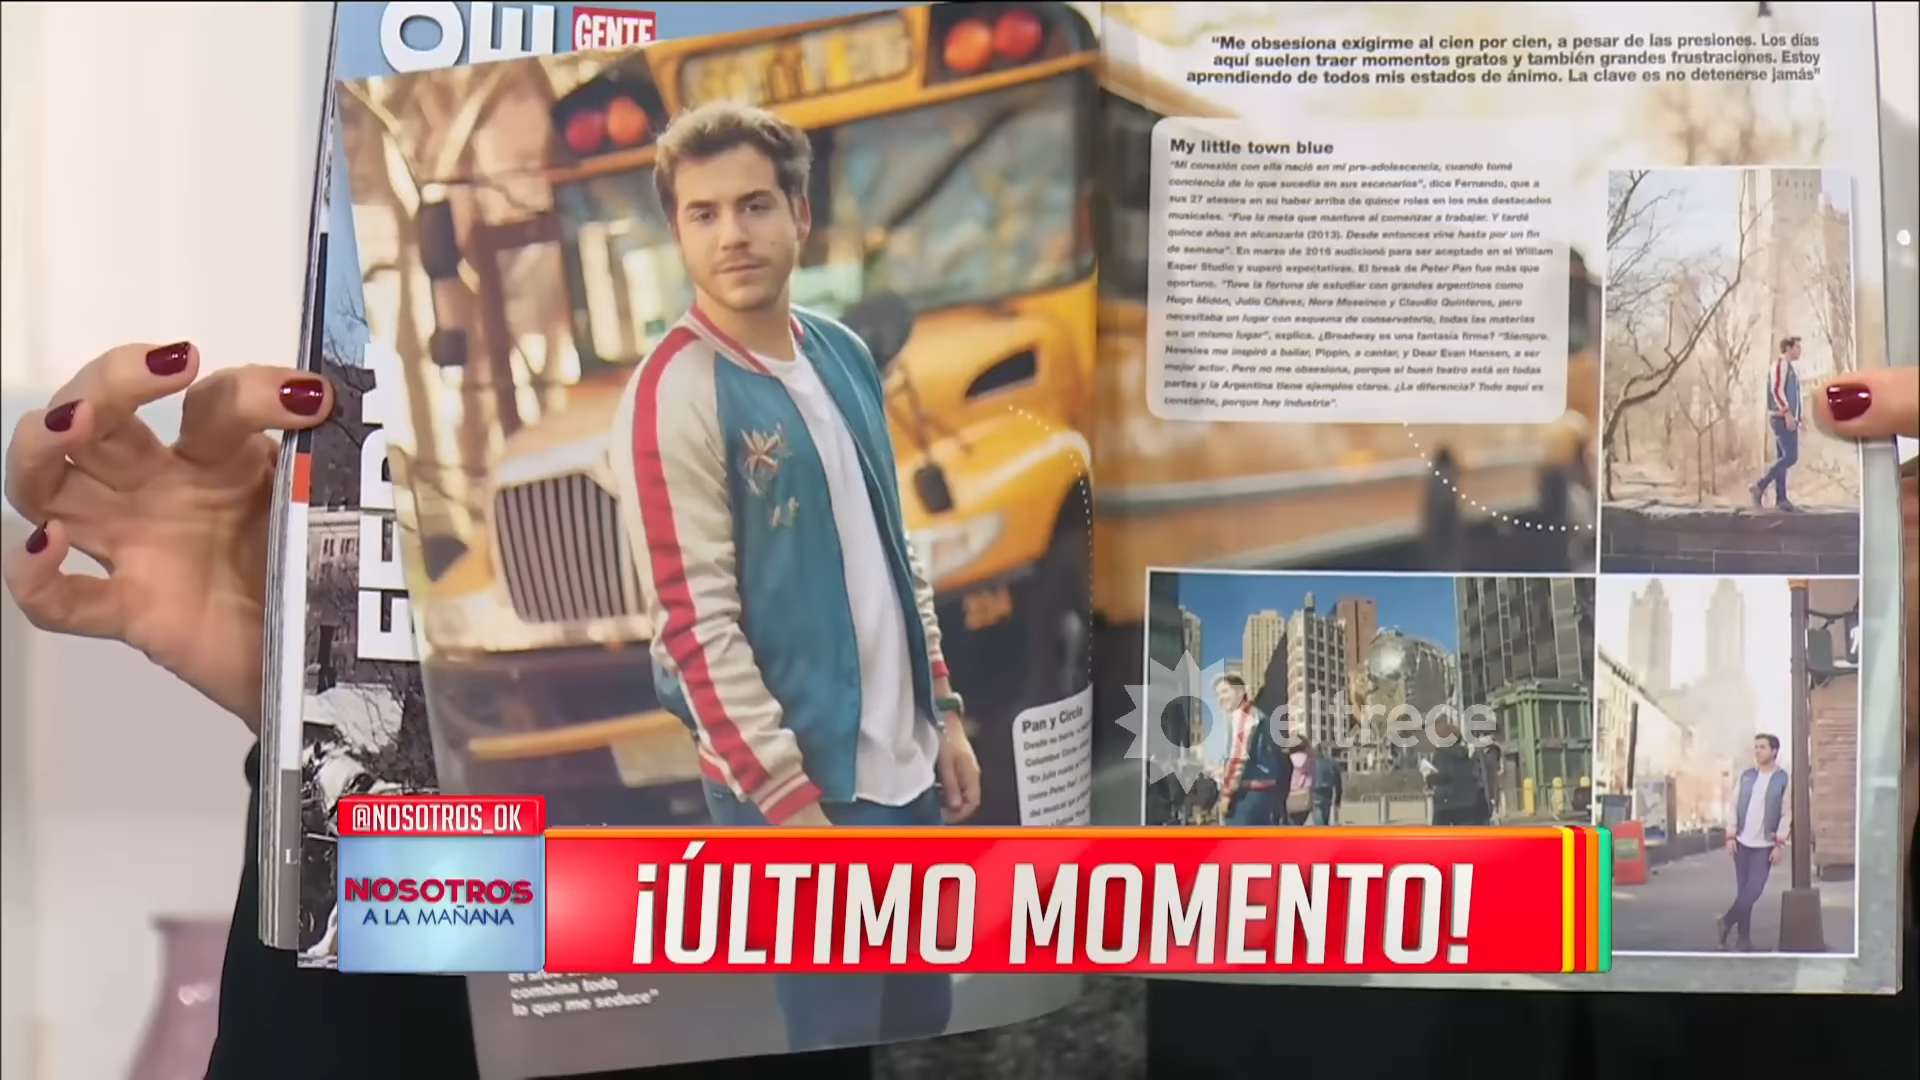 GENTE
“Me obsesiona exigirme al cien por cien, a pesar de las presiones. Los días
aquí suelen traer momentos gratos y también grandes frustraciones. Estoy
aprendiendo de todos mis estados de ánimo. La clave es no detenerse jamás”
My little town blue
“Mi conexión con ella nació en mi pre-adolescencia, cuando tomé
conciencia de lo que sucedía en sus escenarios”, dice Fernando, que a
sus 27 atesora en su haber arriba de quince roles en los más destacados
musicales. “Fue la meta que mantuve al comenzar a trabajar. Y tardé
quince años en alcanzarla (2013). Desde entonces vine hasta por un fin
de semana”. En marzo de 2016 audicionó para ser aceptado en el William
Esper Studio y superó expectativas. El break de Peter Pan fue más que
oportuno. “Tuve la fortuna de estudiar con grandes argentinos como
Hugo Midón, Julio Chávez, Nora Moseinco y Claudio Quinteros, pero
necesitaba un lugar con esquema de conservatorio, todas las materias
en un mismo lugar”, explica. ¿Broadway es una fantasía firme? “Siempre.
Newsies me inspiró a bailar, Pippin, a cantar, y Dear Evan Hansen, a ser
mejor actor. Pero no me obsesiona, porque el buen teatro está en todas
partes y la Argentina tiene ejemplos claros. ¿La diferencia? Todo aquí es
constante, porque hay industria”.
Pan y Circle
eltrece
@NOSOTROS_OK
NOSOTROS
A LA MAÑANA
¡ÚLTIMO MOMENTO!
combina todo
lo que me seduce”